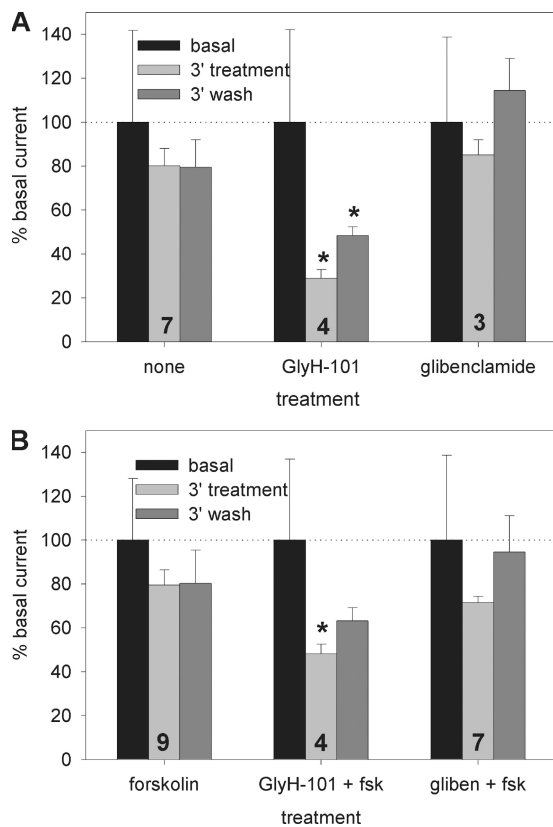 A
140
120
100
80
60
40
20
0
% basal current
basal
3' treatment
3' wash
*
*
7
4
3
none
GlyH-101
glibenclamide
treatment
B
140
120
100
80
60
40
20
0
% basal current
basal
3' treatment
3' wash
*
9
4
7
forskolin
GlyH-101 + fsk
gliben + fsk
treatment